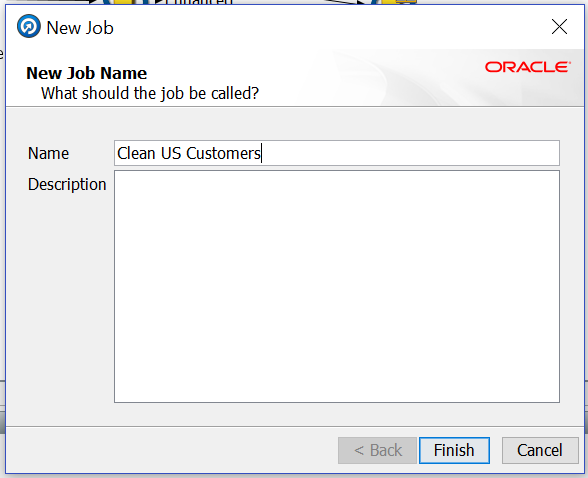 Enhanced
New Job
New Job Name
ORACLE
What should the job be called?
Name
Clean US Customers
Description
< Back
Finish
Cancel